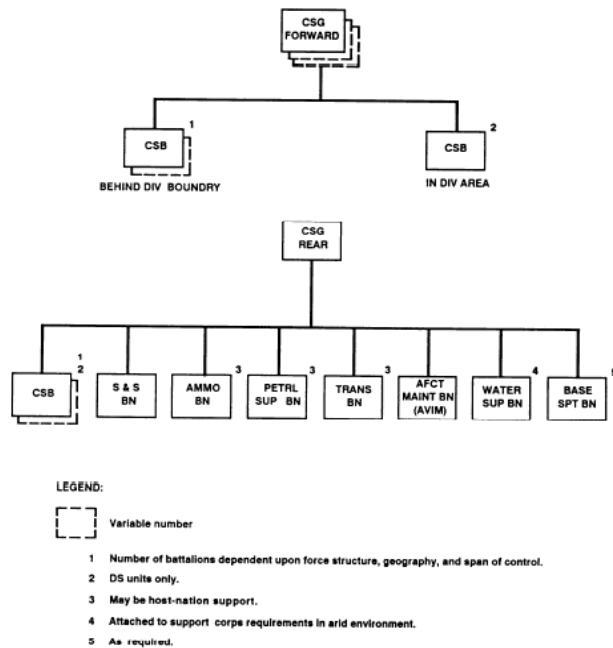 CSG
FORWARD
1
CSB
BEHIND DIV BOUNDRY
2
CSB
IN DIV AREA
CSG
REAR
1
2
CSB
S & S
BN
3
AMMO
BN
3
PETRL
SUP BN
3
TRANS
BN
AFCT
MAINT BN
(AVIM)
4
WATER
SUP BN
5
BASE
SPT BN
LEGEND:
Variable number
1 Number of battalions dependent upon force structure, geography, and span of control.
2 DS units only.
3 May be host-nation support.
4 Attached to support corps requirements in arid environment.
5 As required.